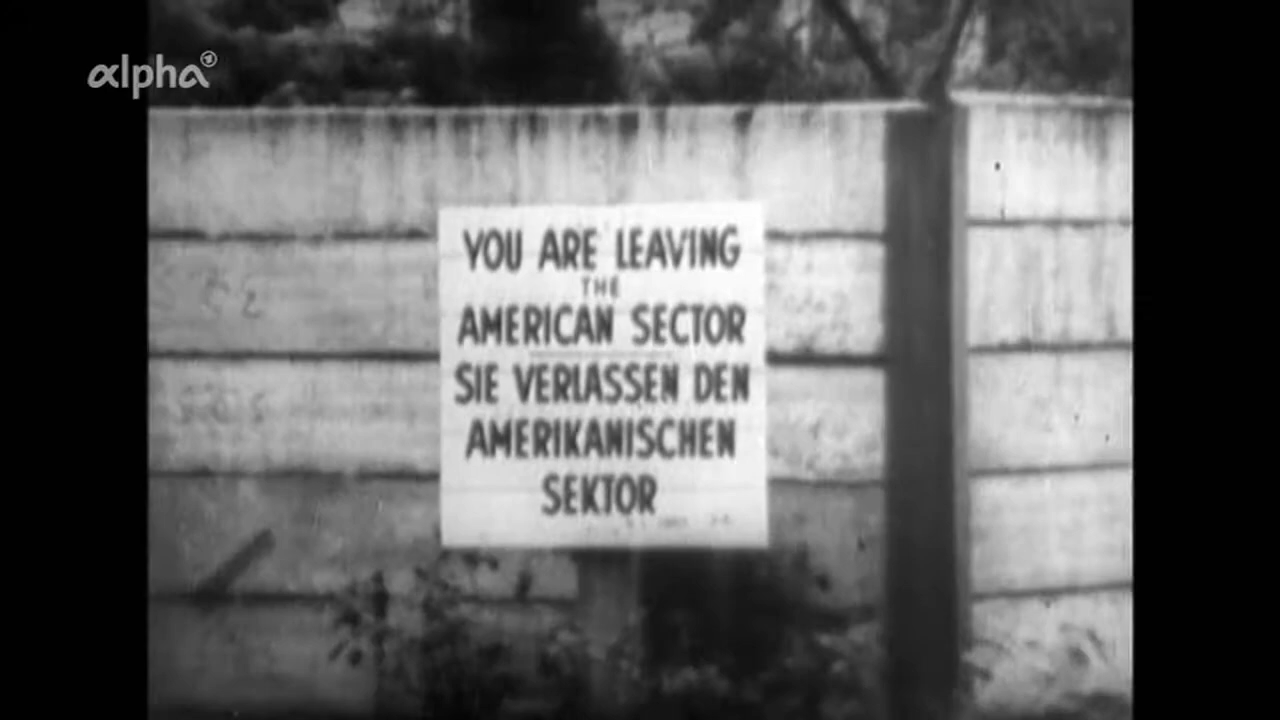 alpha
YOU ARE LEAVING
THE
AMERICAN SECTOR
SIE VERLASSEN DEN
AMERIKANISCHEN
SEKTOR